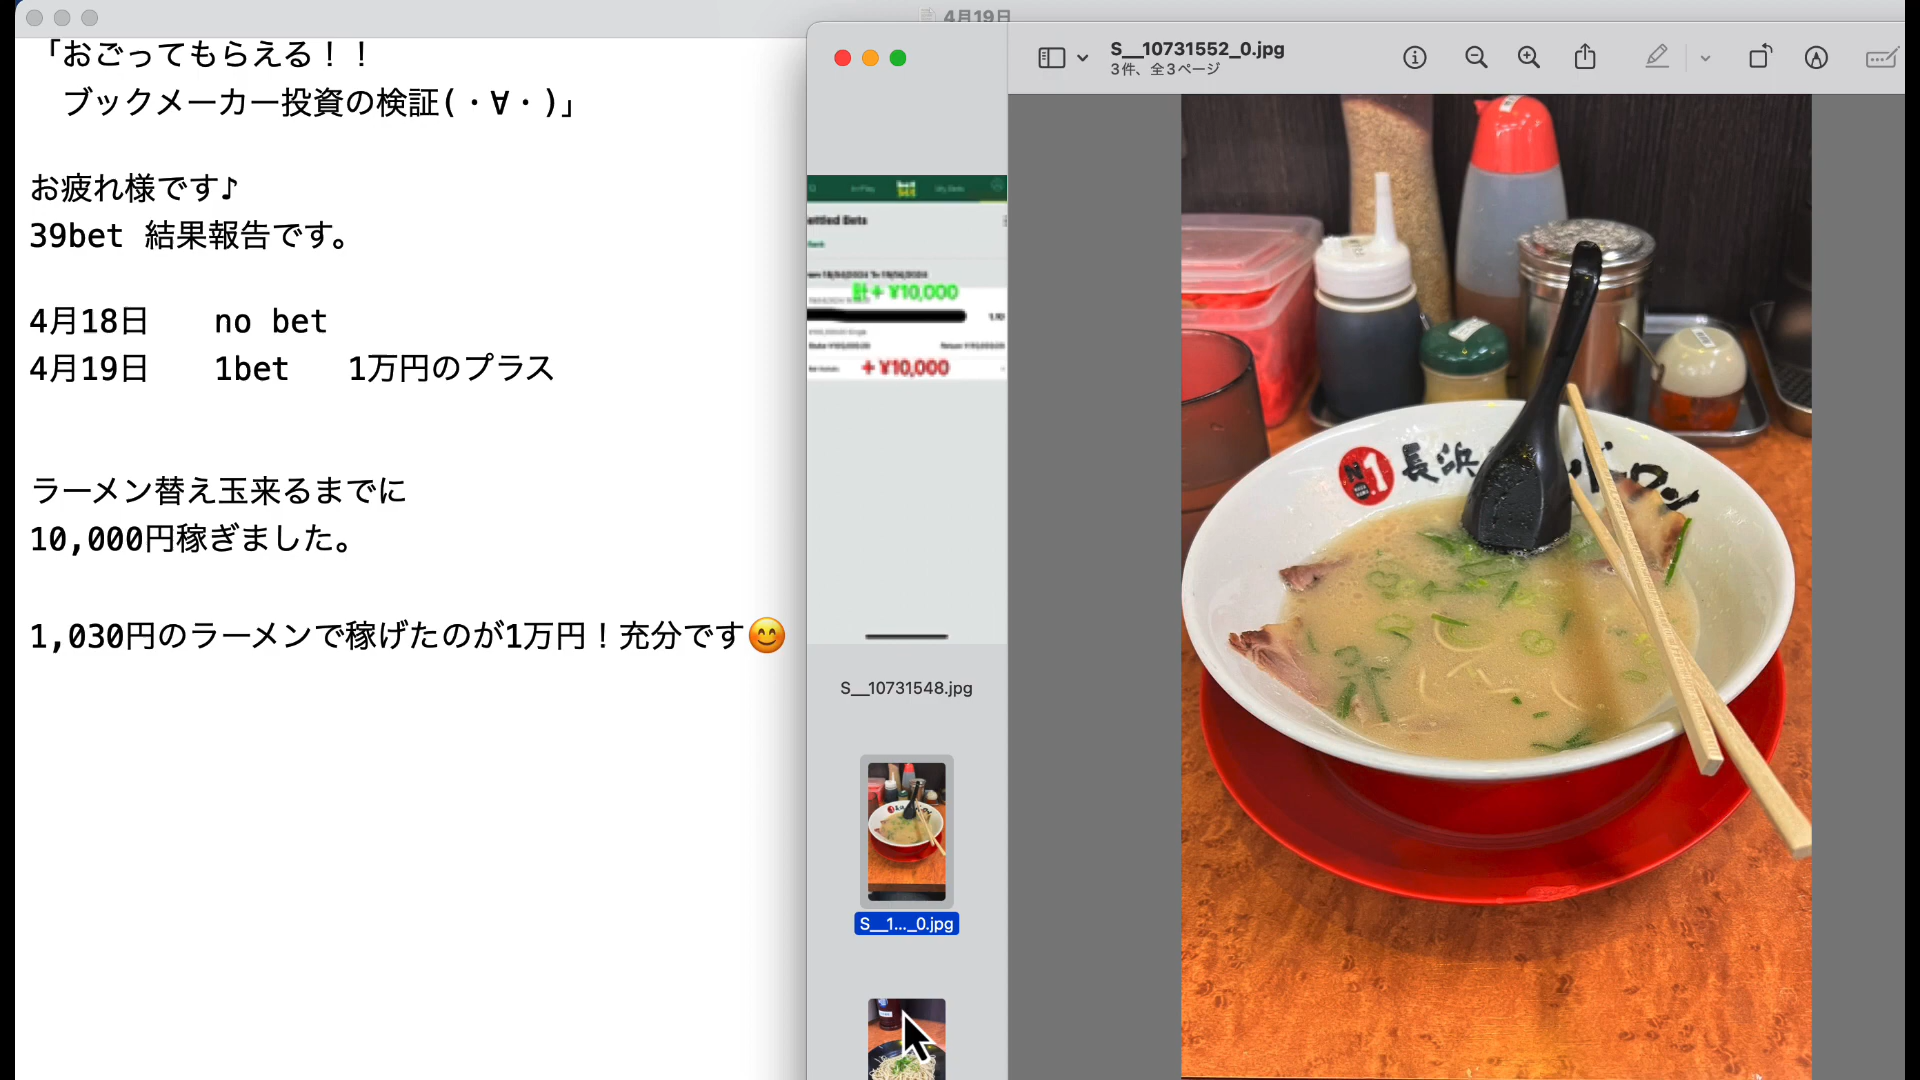 4月19日
「おごってもらえる！！
ブックメーカー投資の検証(・∀・)」
お疲れ様です♪
39bet 結果報告です。
4月18日 no bet
4月19日 1bet 1万円のプラス
ラーメン替え玉来るまでに
10,000円稼ぎました。
1,030円のラーメンで稼げたのが1万円！充分です😊
S__10731552_0.jpg
3件、全3ページ
ettled Bets
計+ ¥10,000
+ ¥10,000
S__10731548.jpg
S__1..._0.jpg
N 1
長浜